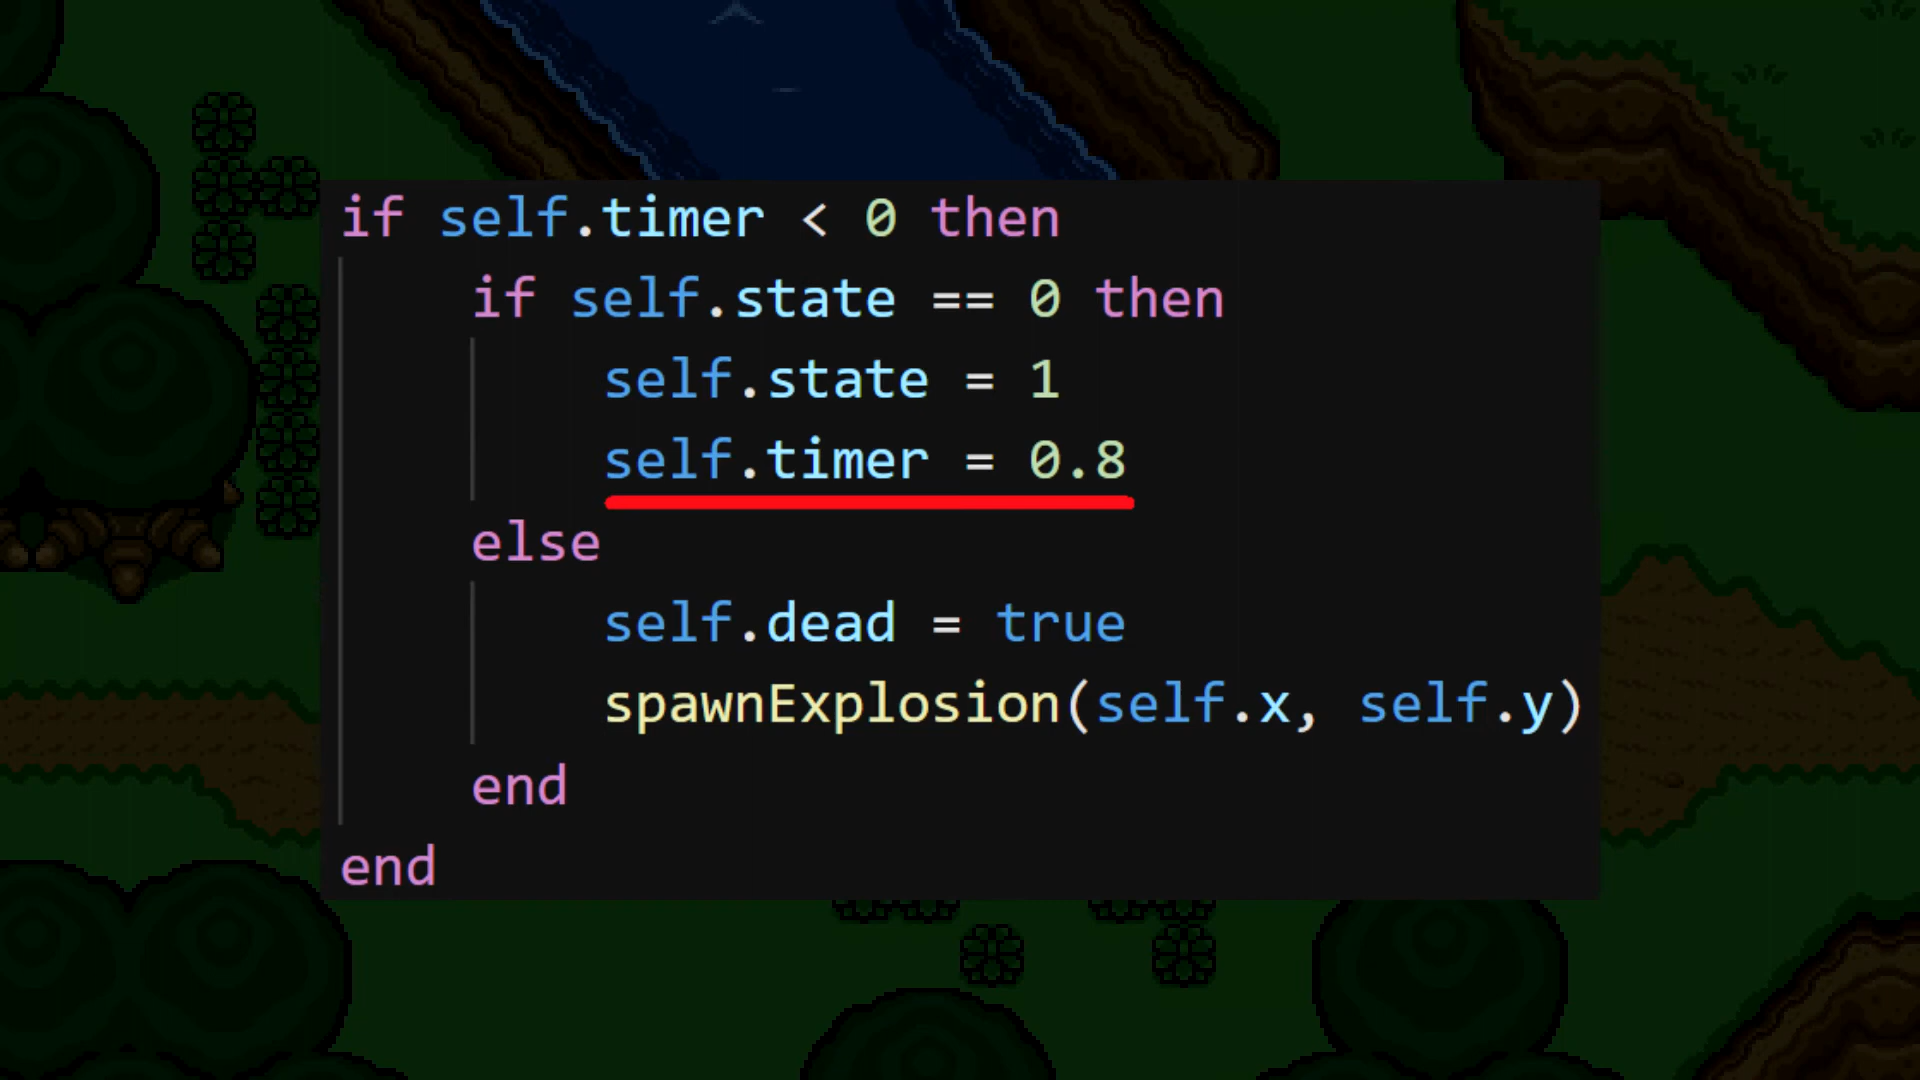 if self.timer < 0 then
if self.state == 0 then
self.state = 1
self.timer = 0.8
else
self.dead = true
spawnExplosion(self.x, self.y)
end
end